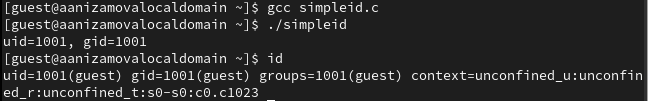 [guest@aanizamovalocaldomain ~]$ gcc simpleid.c
[guest@aanizamovalocaldomain ~]$ ./simpleid
uid=1001, gid=1001
[guest@aanizamovalocaldomain ~]$ id
uid=1001(guest) gid=1001(guest) groups=1001(guest) context=unconfined_u:unconfin
ed_r:unconfined_t:s0-s0:c0.c1023